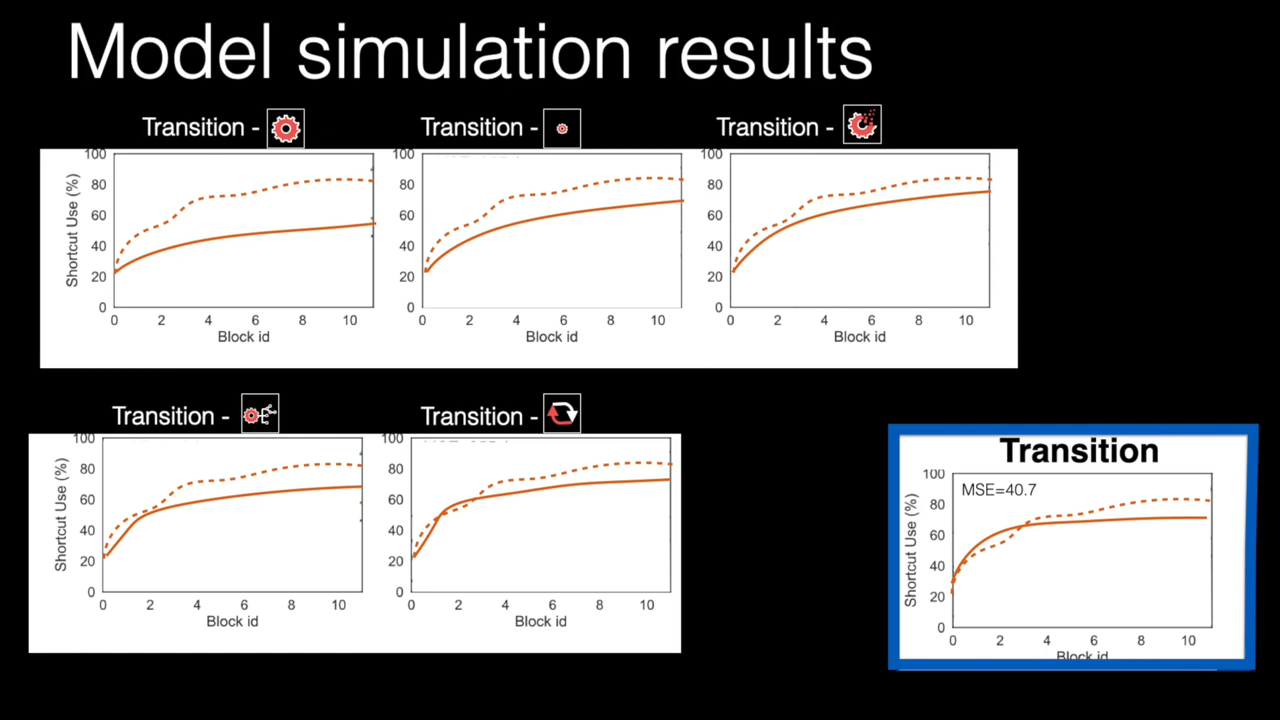 Model simulation results
Transition -
Transition -
Transition -
100
80
60
40
20
0
Shortcut Use (%)
0 2 4 6 8 10
Block id
100
80
60
40
20
0
0 2 4 6 8 10
Block id
100
80
60
40
20
0
0 2 4 6 8 10
Block id
Transition -
Transition -
100
80
60
40
20
0
Shortcut Use (%)
0 2 4 6 8 10
Block id
100
80
60
40
20
0
0 2 4 6 8 10
Block id
Transition
MSE=40.7
100
80
60
40
20
0
Shortcut Use (%)
0 2 4 6 8 10
Block id